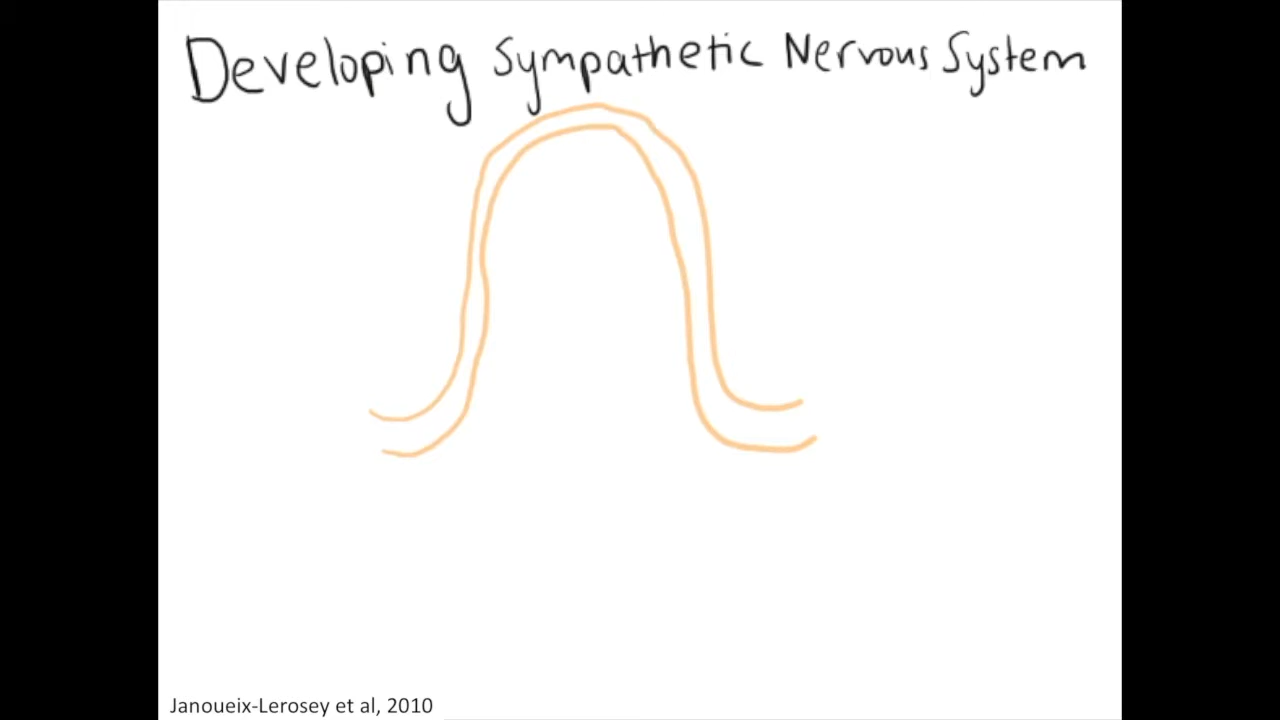 Developing Sympathetic Nervous System
Janoueix-Lerosey et al, 2010